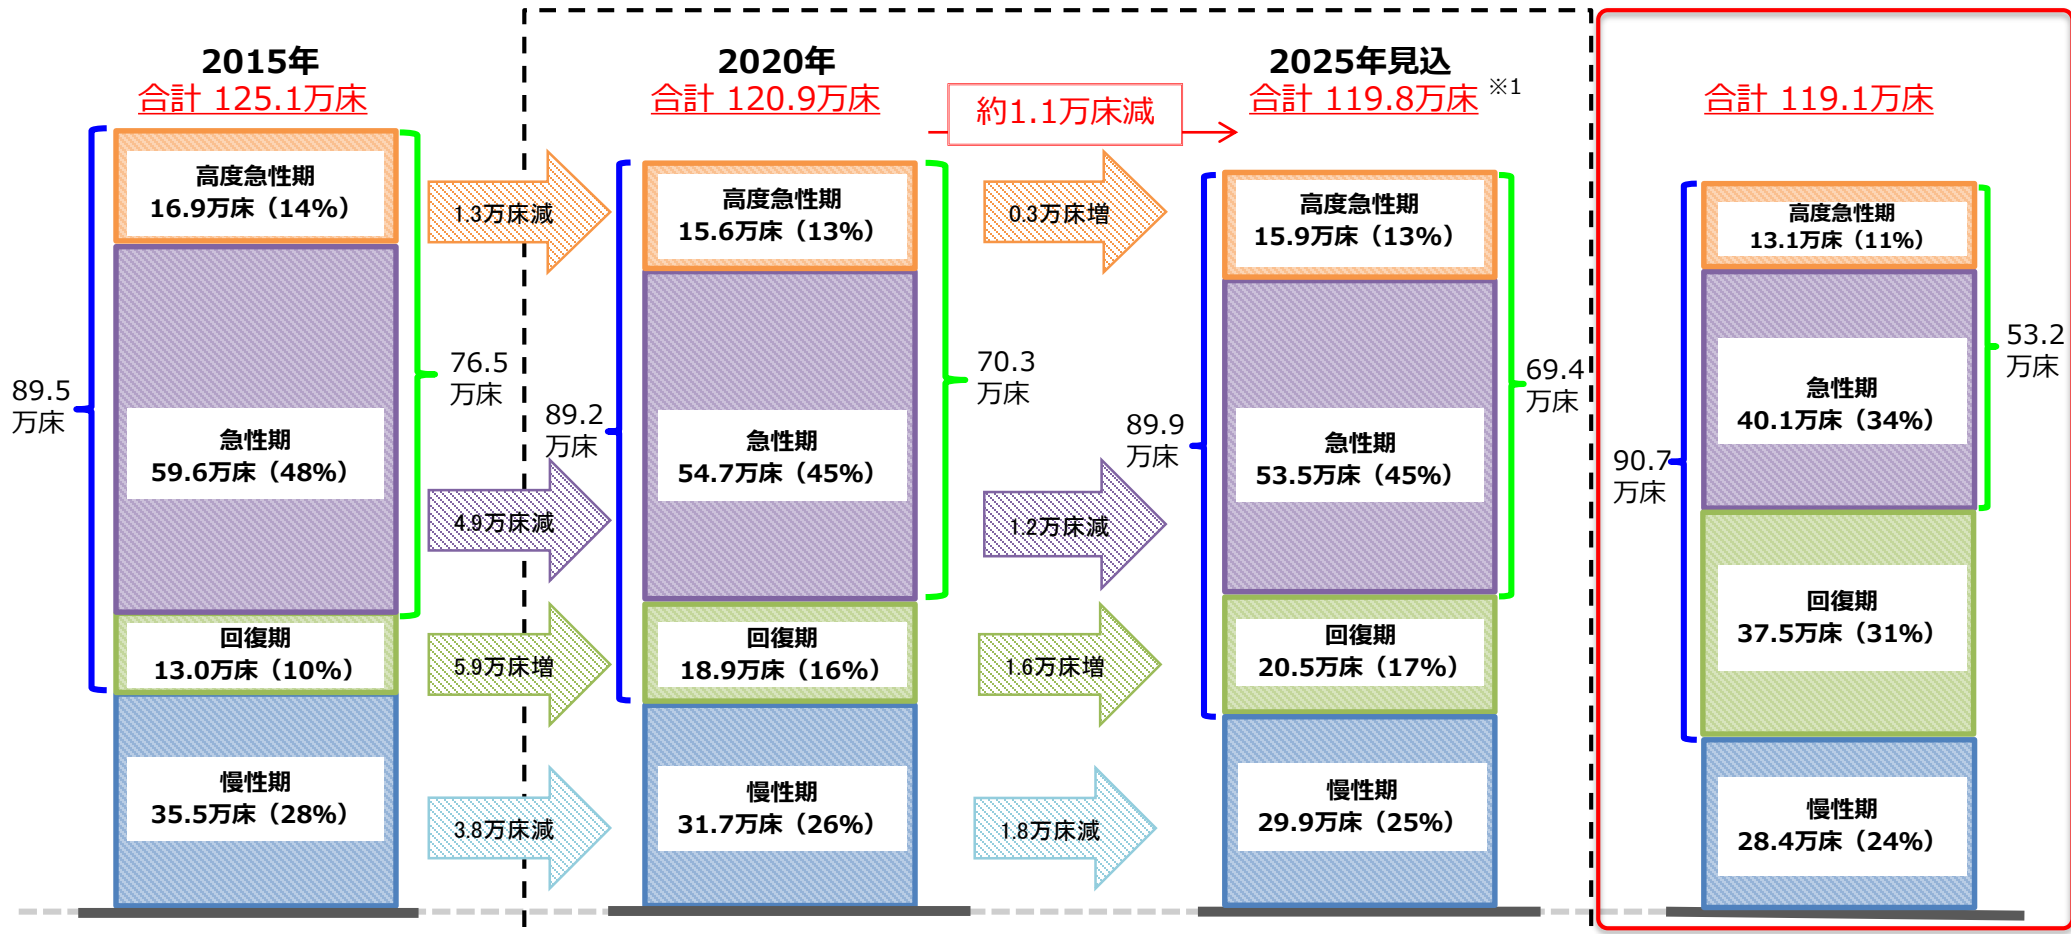 2015年
合計 125.1万床
高度急性期
16.9万床（14%）
急性期
59.6万床（48%）
回復期
13.0万床（10%）
慢性期
35.5万床（28%）
89.5
万床
76.5
万床
1.3万床減
4.9万床減
5.9万床増
3.8万床減
2020年
合計 120.9万床
高度急性期
15.6万床（13%）
急性期
54.7万床（45%）
回復期
18.9万床（16%）
慢性期
31.7万床（26%）
89.2
万床
70.3
万床
約1.1万床減
0.3万床増
1.2万床減
1.6万床増
1.8万床減
2025年見込
合計 119.8万床 ※1
高度急性期
15.9万床（13%）
急性期
53.5万床（45%）
回復期
20.5万床（17%）
慢性期
29.9万床（25%）
89.9
万床
69.4
万床
合計 119.1万床
高度急性期
13.1万床（11%）
急性期
40.1万床（34%）
回復期
37.5万床（31%）
慢性期
28.4万床（24%）
90.7
万床
53.2
万床